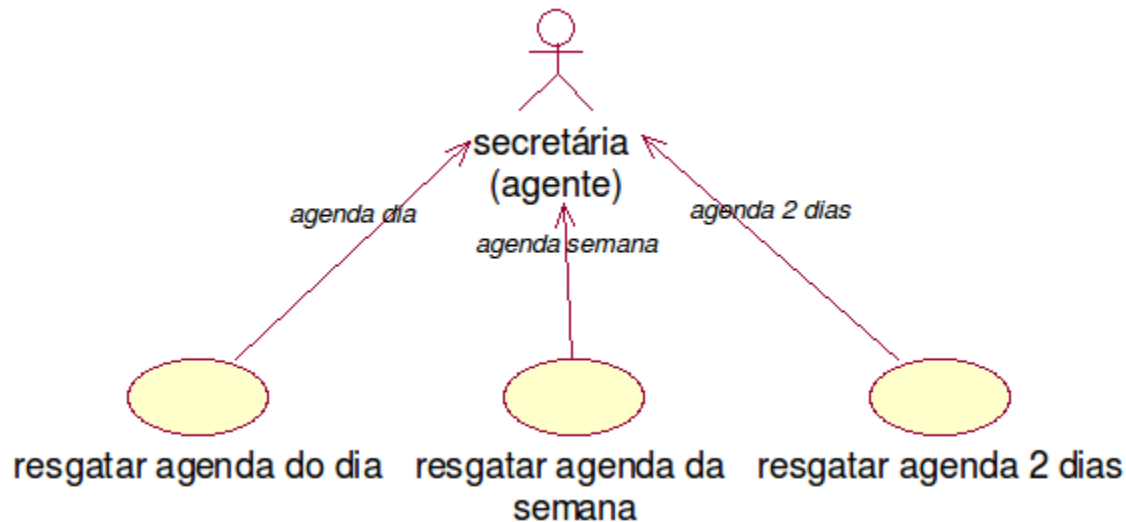 secretária
(agente)
agenda dia
agenda 2 dias
agenda semana
resgatar agenda do dia
resgatar agenda da
semana
resgatar agenda 2 dias